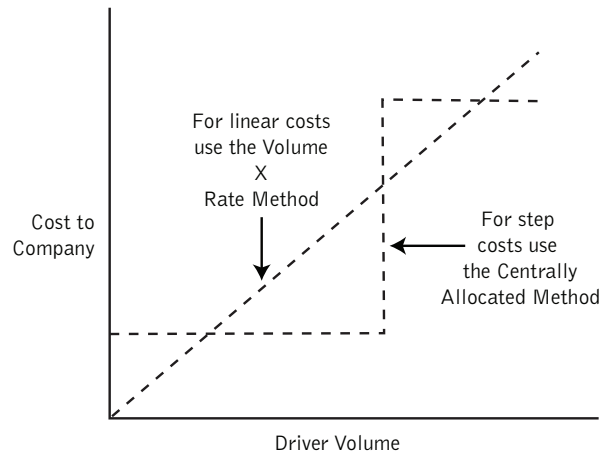 For linear costs
use the Volume
X
Rate Method
Cost to
Company
For step
costs use
the Centrally
Allocated Method
Driver Volume